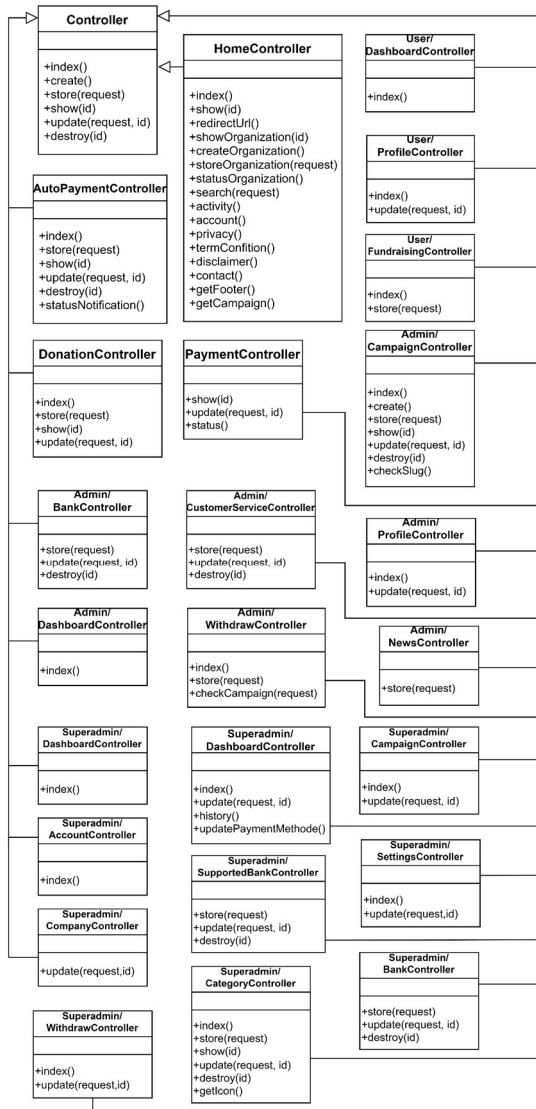 Controller
+index()
+create()
+store(request)
+show(id)
+update(request, id)
+destroy(id)
HomeController
+index()
+show(id)
+redirectUrl()
+showOrganization(id)
+createOrganization()
+storeOrganization(request)
+statusOrganization()
+search(request)
+activity()
+account()
+privacy()
+termConfition()
+disclaimer()
+contact()
+getFooter()
+getCampaign()
User/
DashboardController
+index()
User/
ProfileController
+index()
+update(request, id)
AutoPaymentController
+index()
+store(request)
+show(id)
+update(request, id)
+destroy(id)
+statusNotification()
User/
FundraisingController
+index()
+store(request)
DonationController
+index()
+store(request)
+show(id)
+update(request, id)
PaymentController
+show(id)
+update(request, id)
+status()
Admin/
CampaignController
+index()
+create()
+store(request)
+show(id)
+update(request, id)
+destroy(id)
+checkSlug()
Admin/
BankController
+store(request)
+update(request, id)
+destroy(id)
Admin/
CustomerServiceController
+store(request)
+update(request, id)
+destroy(id)
Admin/
ProfileController
+index()
+update(request, id)
Admin/
DashboardController
+index()
Admin/
WithdrawController
+index()
+store(request)
+checkCampaign(request)
Admin/
NewsController
+store(request)
Superadmin/
DashboardController
+index()
Superadmin/
DashboardController
+index()
+update(request, id)
+history()
+updatePaymentMethode()
Superadmin/
CampaignController
+index()
+update(request, id)
Superadmin/
AccountController
+index()
Superadmin/
SupportedBankController
+store(request)
+update(request, id)
+destroy(id)
Superadmin/
SettingsController
+index()
+update(request,id)
Superadmin/
CompanyController
+update(request,id)
Superadmin/
CategoryController
+index()
+store(request)
+show(id)
+update(request, id)
+destroy(id)
+getIcon()
Superadmin/
BankController
+store(request)
+update(request, id)
+destroy(id)
Superadmin/
WithdrawController
+index()
+update(request,id)